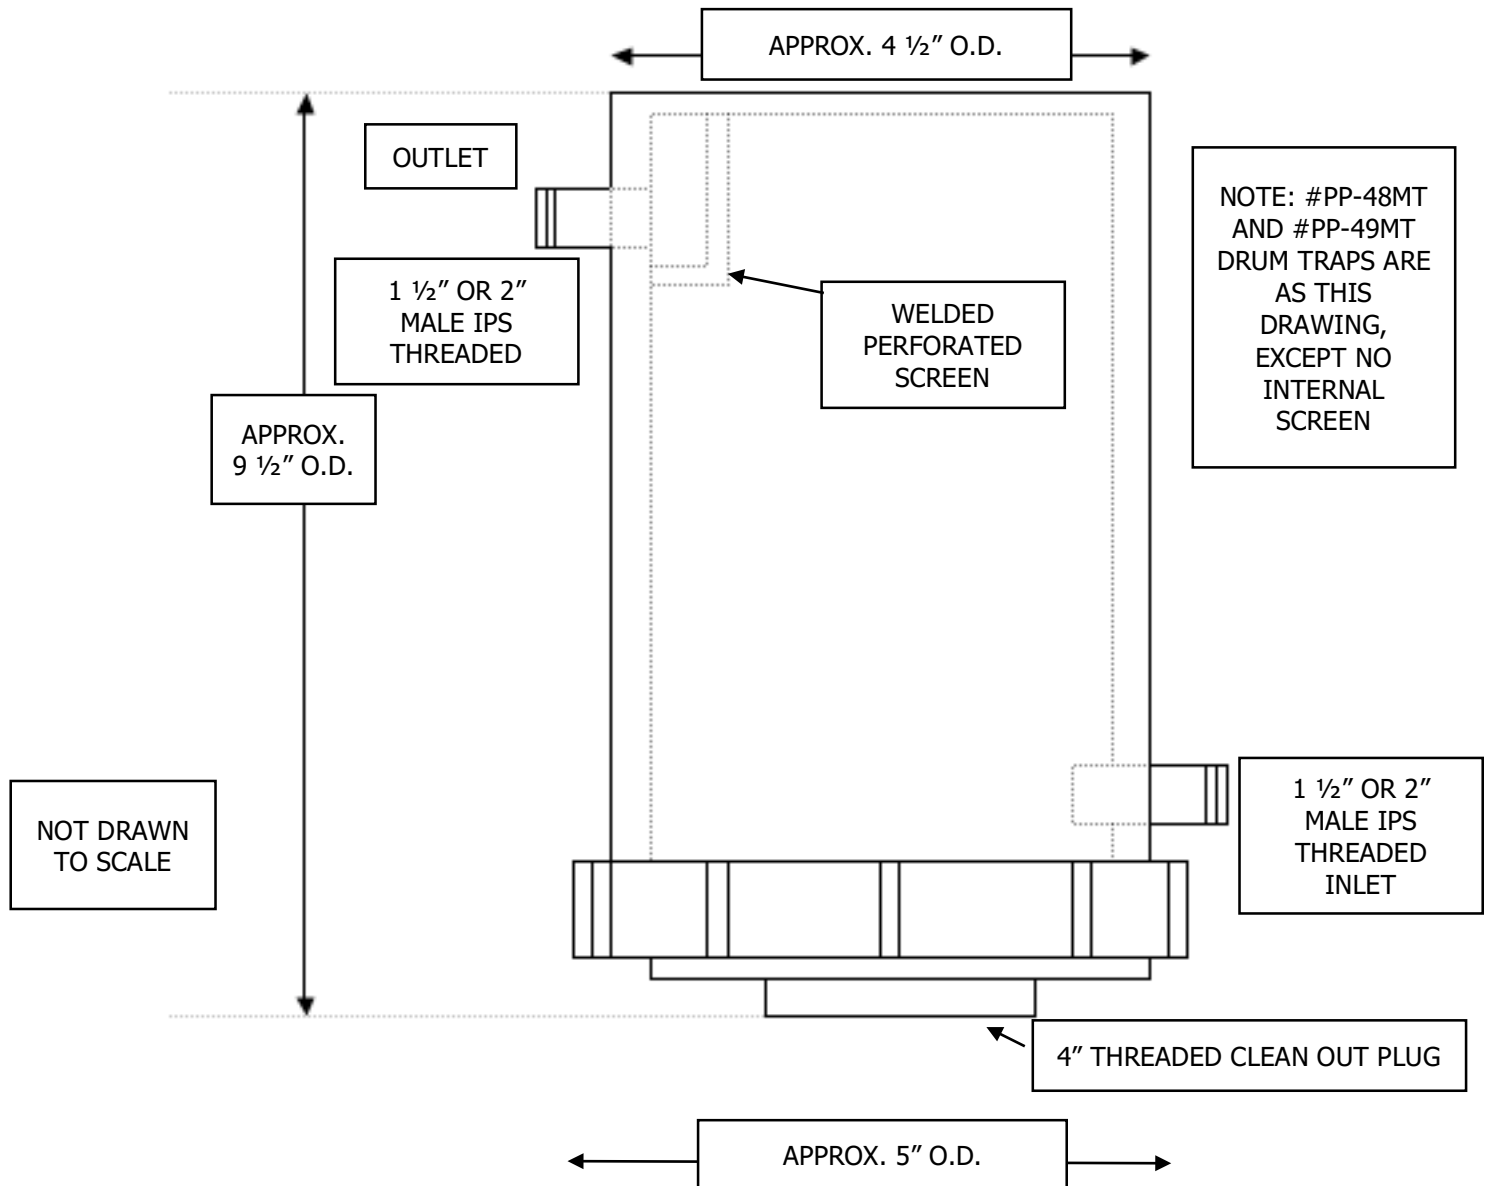 APPROX. 4 ½” O.D.
OUTLET
1 ½” OR 2”
MALE IPS
THREADED
WELDED
PERFORATED
SCREEN
NOTE: #PP-48MT
AND #PP-49MT
DRUM TRAPS ARE
AS THIS
DRAWING,
EXCEPT NO
INTERNAL
SCREEN
APPROX.
9 ½” O.D.
NOT DRAWN
TO SCALE
1 ½” OR 2”
MALE IPS
THREADED
INLET
4” THREADED CLEAN OUT PLUG
APPROX. 5” O.D.